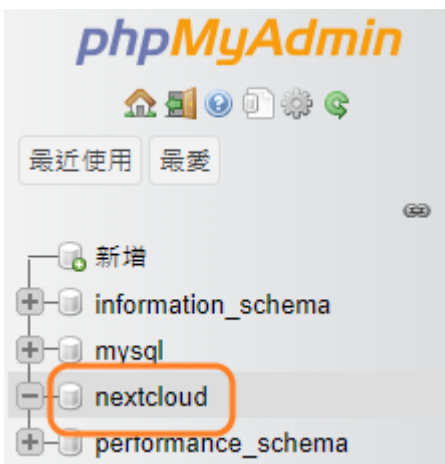 phpMyAdmin
最近使用 最愛
新增
information_schema
mysql
nextcloud
performance_schema